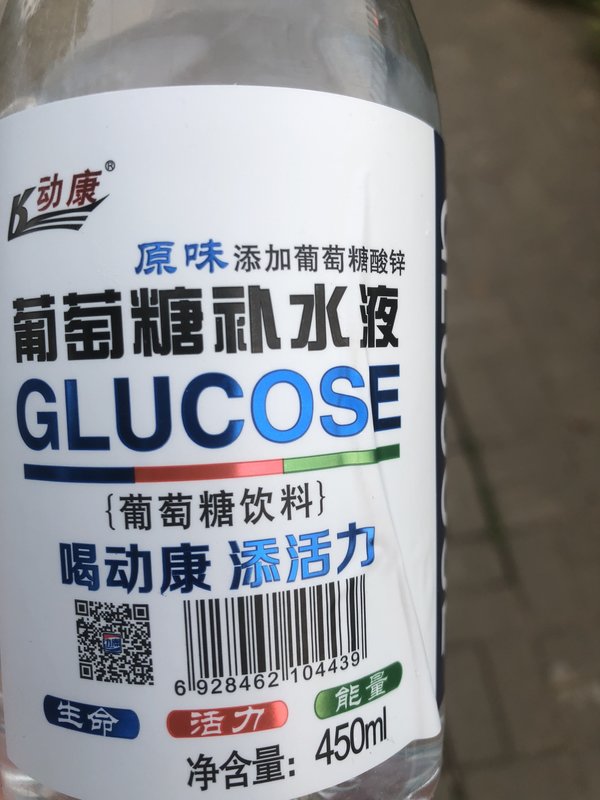 动康®
原味 添加葡萄糖酸锌
葡萄糖补水液
GLUCOSE
{葡萄糖饮料}
喝动康 添活力
6 928462 104439
生命 活力 能量
净含量: 450ml